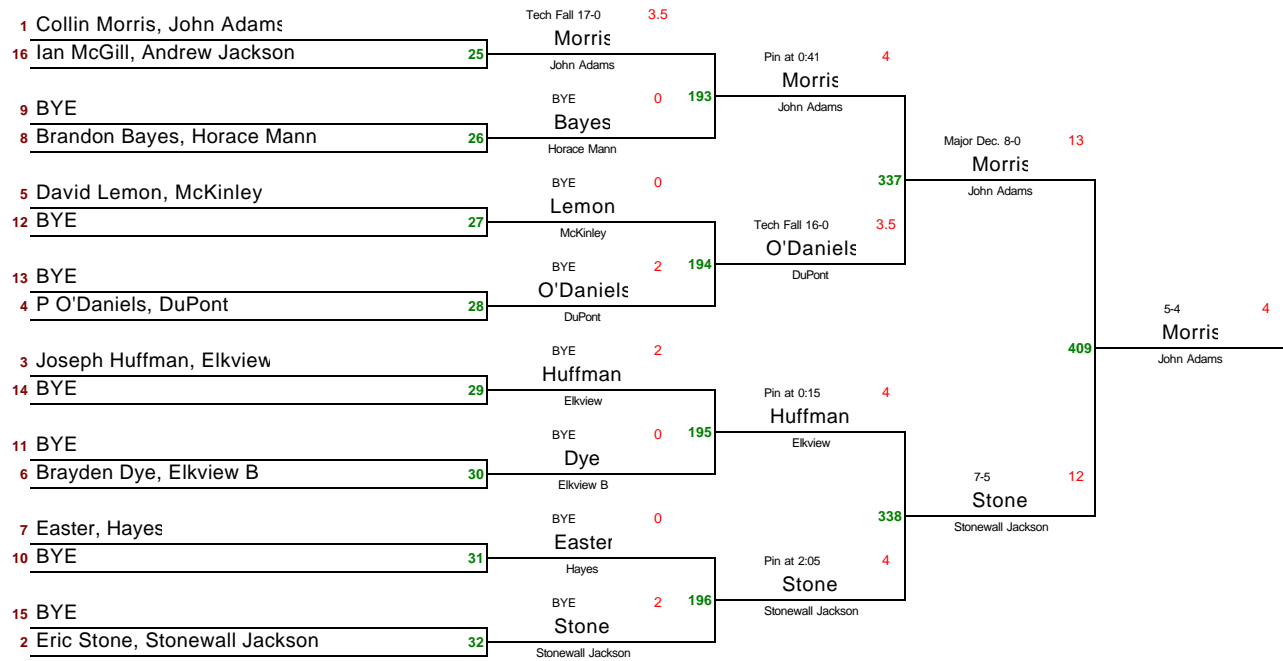 1 Collin Morris, John Adams
16 Ian McGill, Andrew Jackson
25
9 BYE
8 Brandon Bayes, Horace Mann
26
5 David Lemon, McKinley
12 BYE
27
13 BYE
4 P O'Daniels, DuPont
28
3 Joseph Huffman, Elkview
14 BYE
29
11 BYE
6 Brayden Dye, Elkview B
30
7 Easter, Hayes
10 BYE
31
15 BYE
2 Eric Stone, Stonewall Jackson
32
Tech Fall 17-0 3.5
Morris
John Adams
BYE 0
Bayes
Horace Mann
193
BYE 0
Lemon
McKinley
BYE 2
O'Daniels
DuPont
194
BYE 2
Huffman
Elkview
BYE 0
Dye
Elkview B
195
BYE 0
Easter
Hayes
BYE 2
Stone
Stonewall Jackson
196
Pin at 0:41 4
Morris
John Adams
337
Tech Fall 16-0 3.5
O'Daniels
DuPont
Pin at 0:15 4
Huffman
Elkview
338
Pin at 2:05 4
Stone
Stonewall Jackson
Major Dec. 8-0 13
Morris
John Adams
409
7-5 12
Stone
Stonewall Jackson
5-4 4
Morris
John Adams